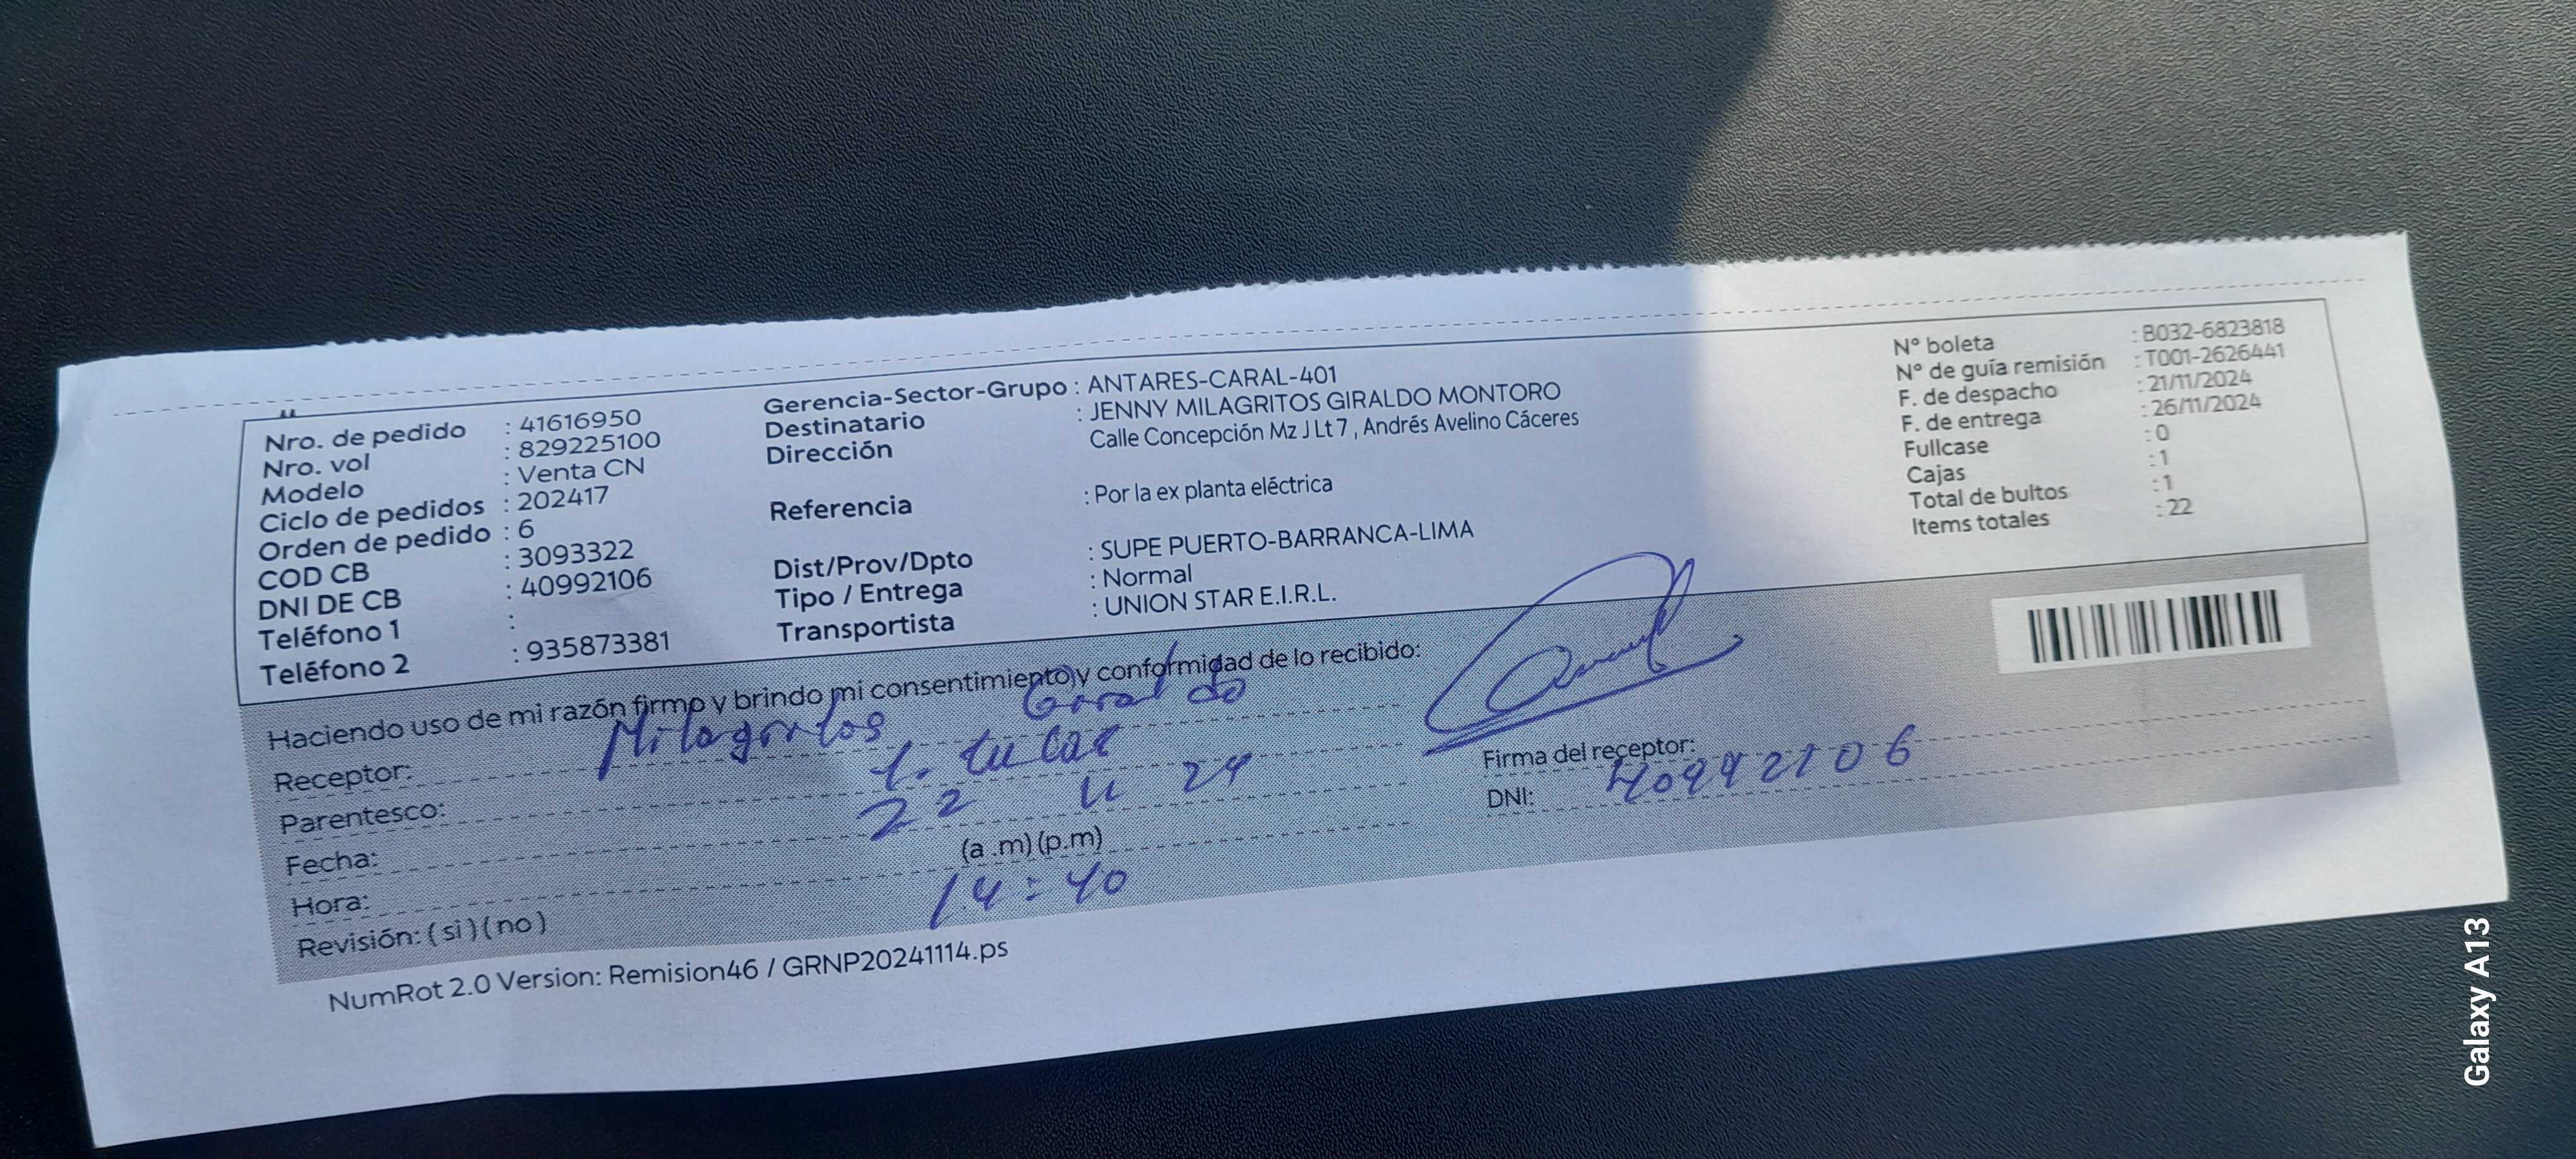 Nro. de pedido : 41616950
Nro. vol : 829225100
Modelo : Venta CN
Ciclo de pedidos : 202417
Orden de pedido : 6
COD CB : 3093322
DNI DE CB : 40992106
Teléfono 1 :
Teléfono 2 : 935873381
Gerencia-Sector-Grupo : ANTARES-CARAL-401
Destinatario : JENNY MILAGRITOS GIRALDO MONTORO
Dirección Calle Concepción Mz J Lt 7 , Andrés Avelino Cáceres
Referencia : Por la ex planta eléctrica
Dist/Prov/Dpto : SUPE PUERTO-BARRANCA-LIMA
Tipo / Entrega : Normal
Transportista : UNION STAR E.I.R.L.
N° boleta : B032-6823818
N° de guía remisión : T001-2626441
F. de despacho : 21/11/2024
F. de entrega : 26/11/2024
Fullcase : 0
Cajas : 1
Total de bultos : 1
Items totales : 22
Haciendo uso de mi razón firmo y brindo mi consentimiento y conformidad de lo recibido:
Receptor: Milagritos Giraldo
Parentesco:
Fecha: 22 11 24
Hora: (a .m) (p.m)
14:40
Revisión: ( si ) ( no )
Firma del receptor:
DNI: 40992106
NumRot 2.0 Version: Remision46 / GRNP20241114.ps
Galaxy A13